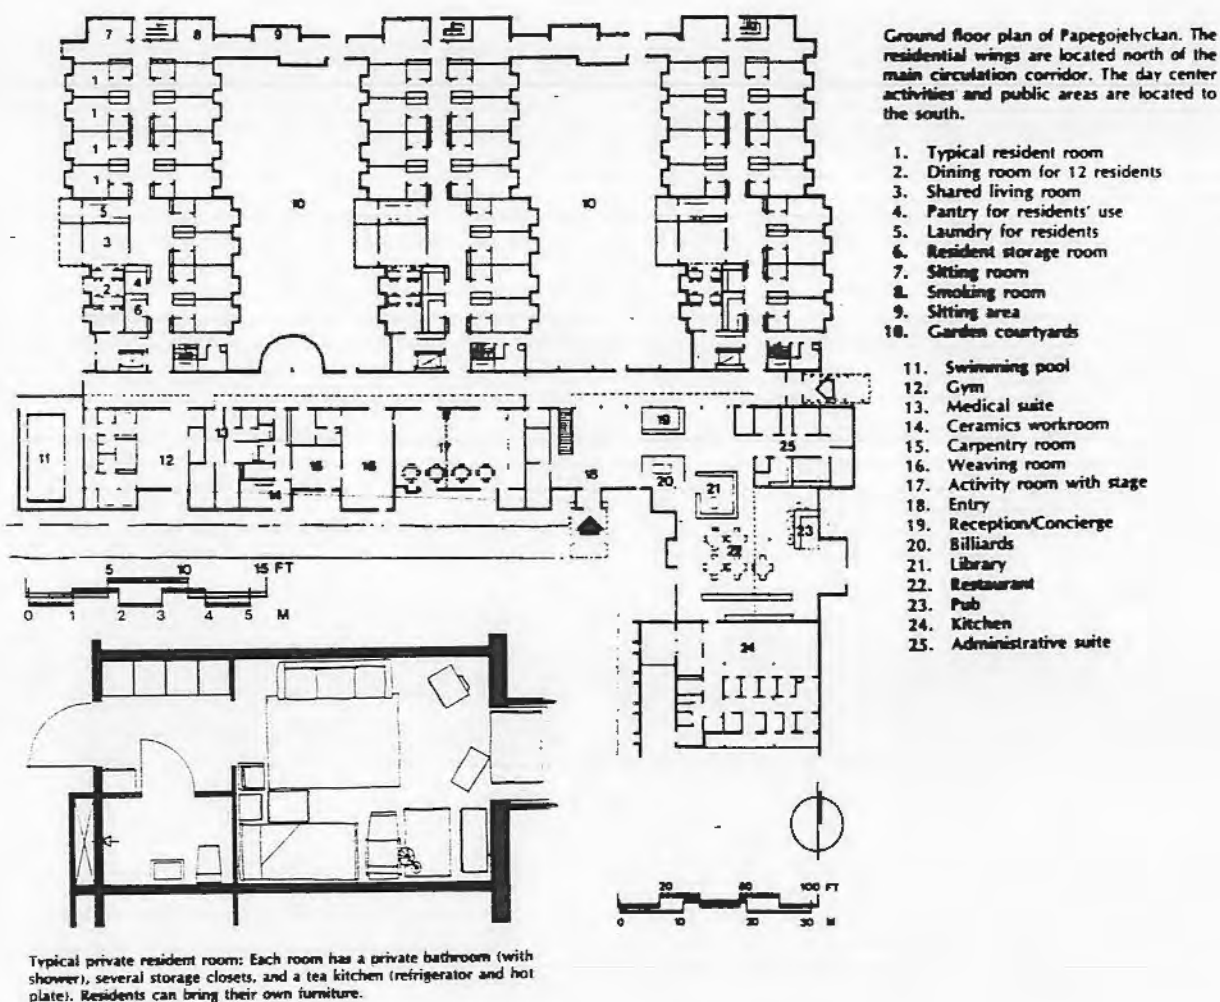 7 8 9
1
1
1
1
10 10
5
3
2 4
6
19
17
13 25
11 12 15 16 18 20
14 21
23
22
24
5 10 15 FT
0 1 2 3 4 5 M
20 60 100 FT
0 10 20 30 M
Typical private resident room: Each room has a private bathroom (with
shower), several storage closets, and a tea kitchen (refrigerator and hot
plate). Residents can bring their own furniture.
Ground floor plan of Papegojelyckan. The
residential wings are located north of the
main circulation corridor. The day center
activities and public areas are located to
the south.
1. Typical resident room
2. Dining room for 12 residents
3. Shared living room
4. Pantry for residents' use
5. Laundry for residents
6. Resident storage room
7. Sitting room
8. Smoking room
9. Sitting area
10. Garden courtyards
11. Swimming pool
12. Gym
13. Medical suite
14. Ceramics workroom
15. Carpentry room
16. Weaving room
17. Activity room with stage
18. Entry
19. Reception/Concierge
20. Billiards
21. Library
22. Restaurant
23. Pub
24. Kitchen
25. Administrative suite